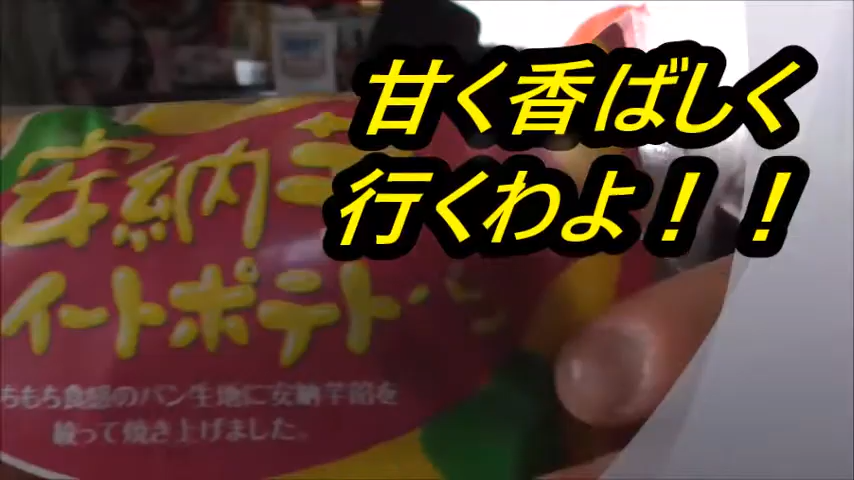 甘く香ばしく
行くわよ！！
安納芋
イートポテト
ちもち食感のパン生地に安納芋餡を
絞って焼き上げました。